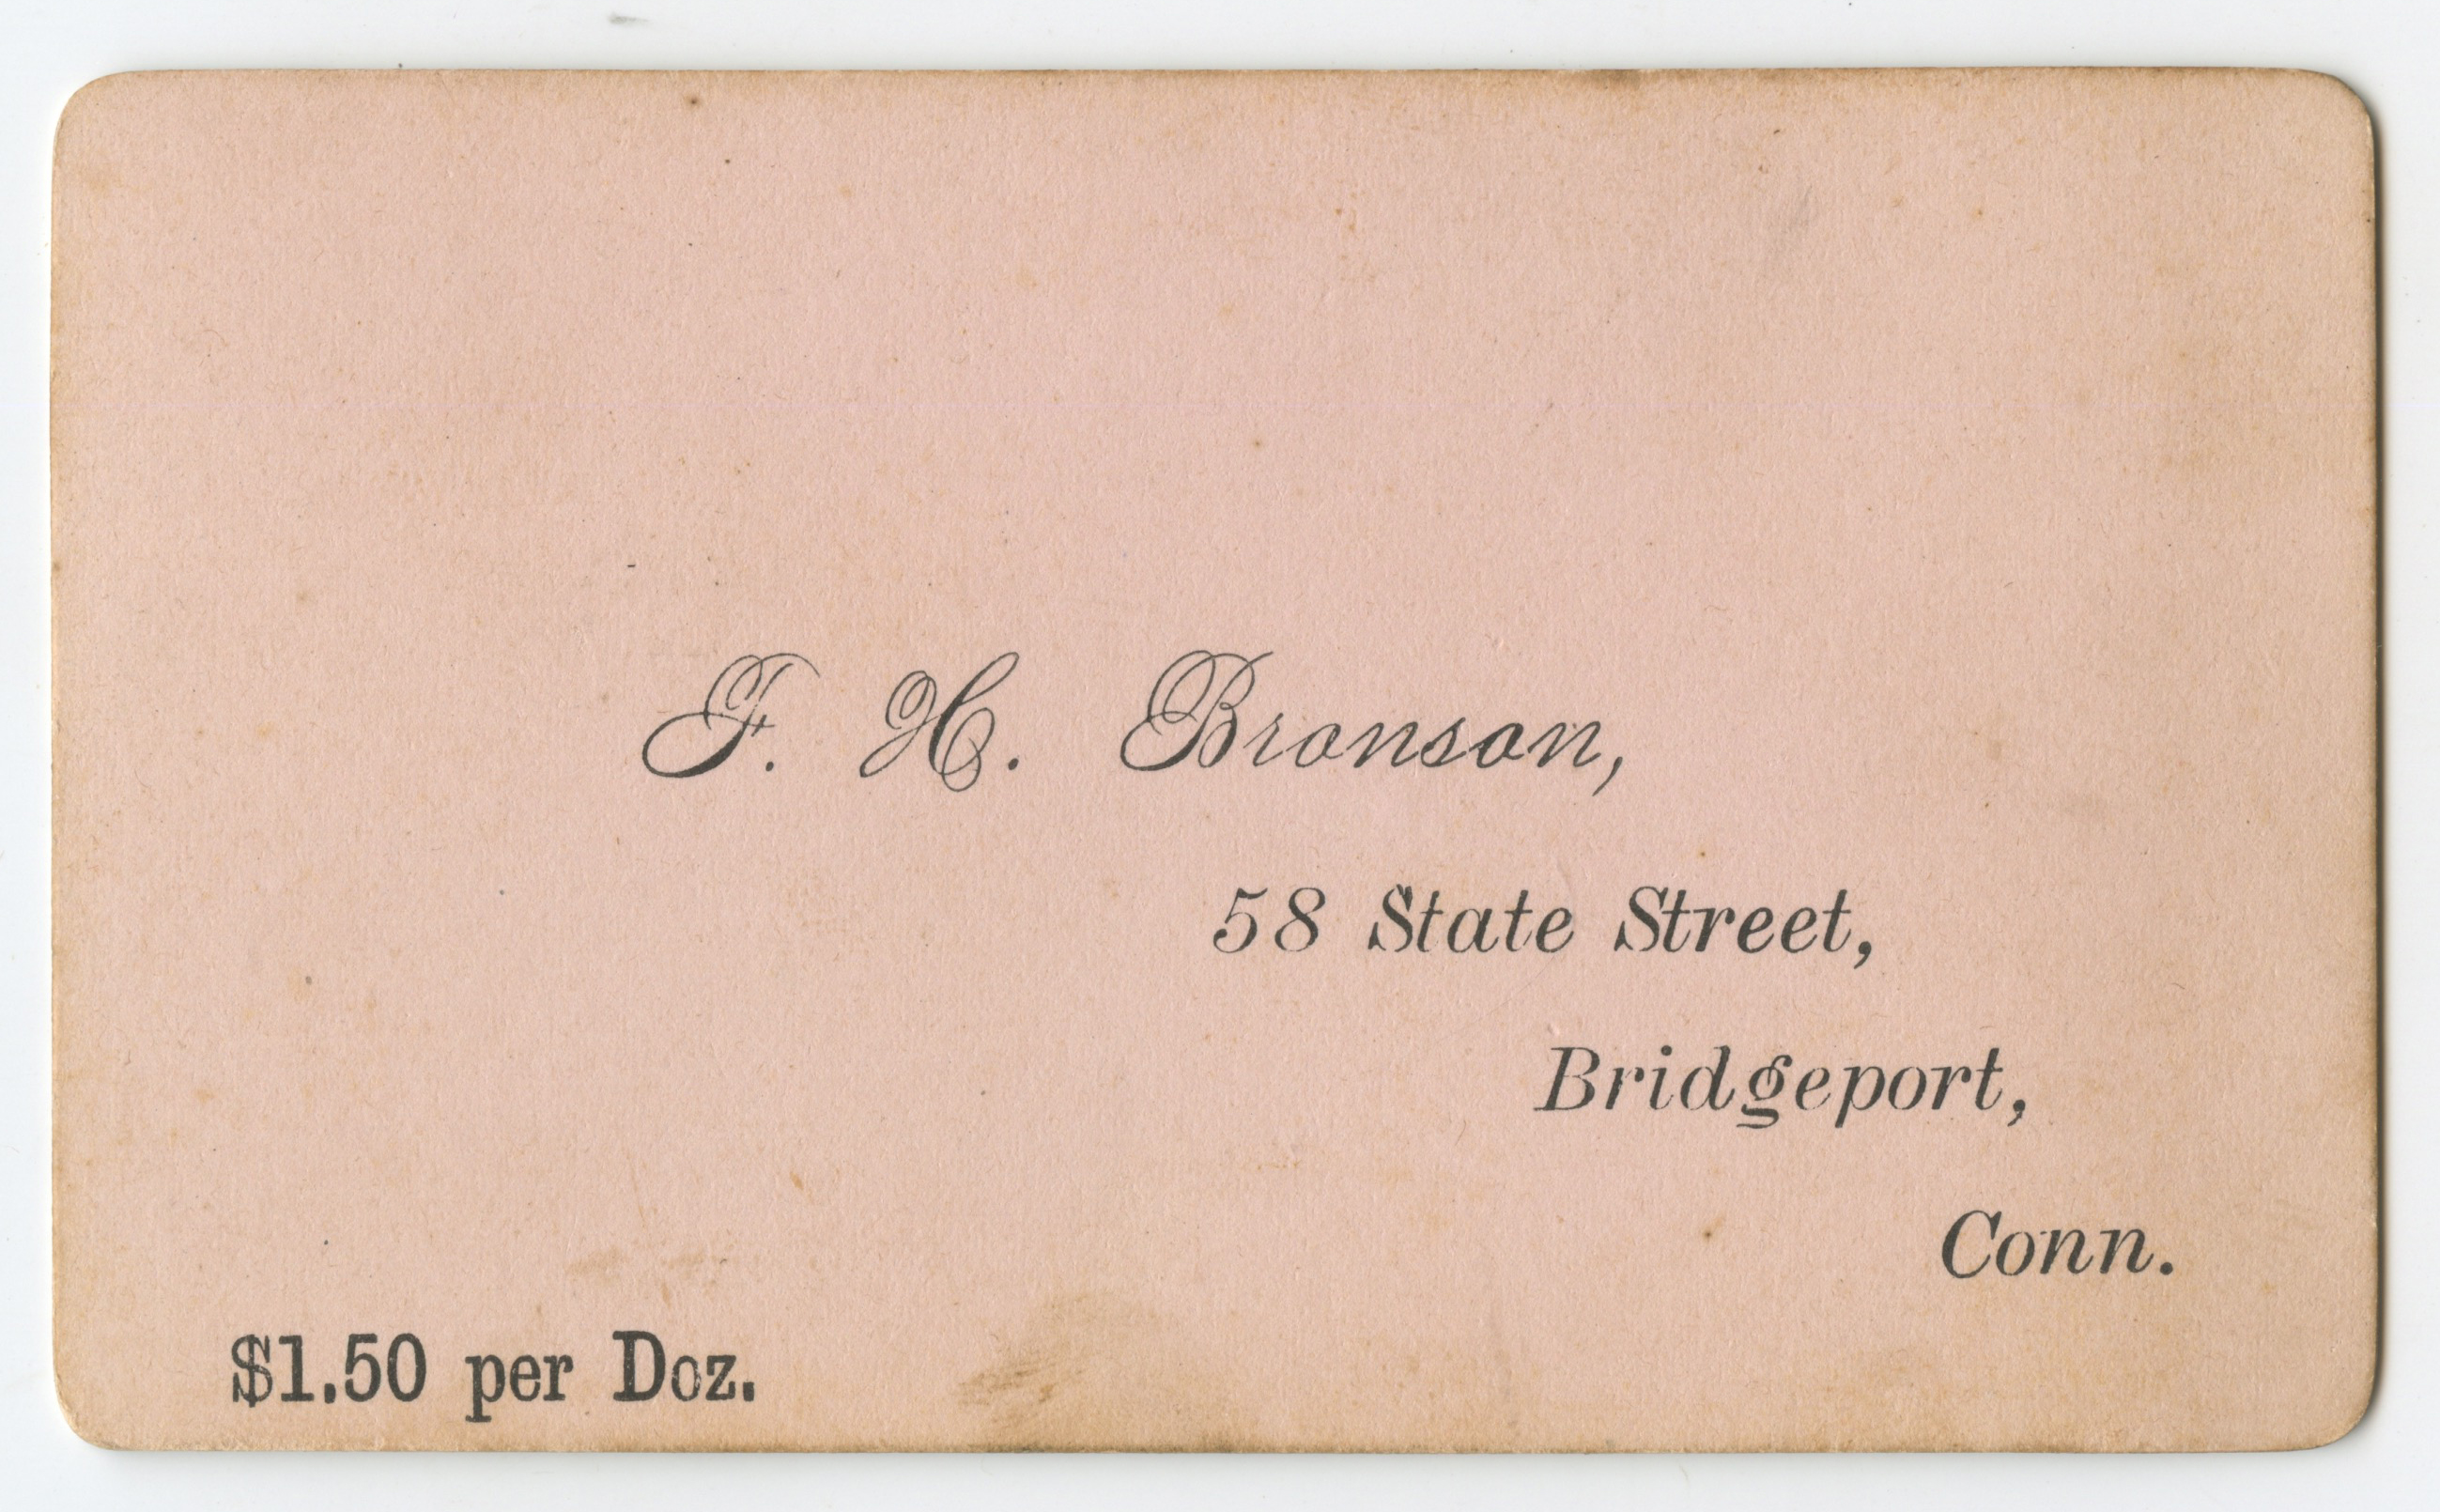 F. H. Bronson,
58 State Street,
Bridgeport,
Conn.
$1.50 per Doz.